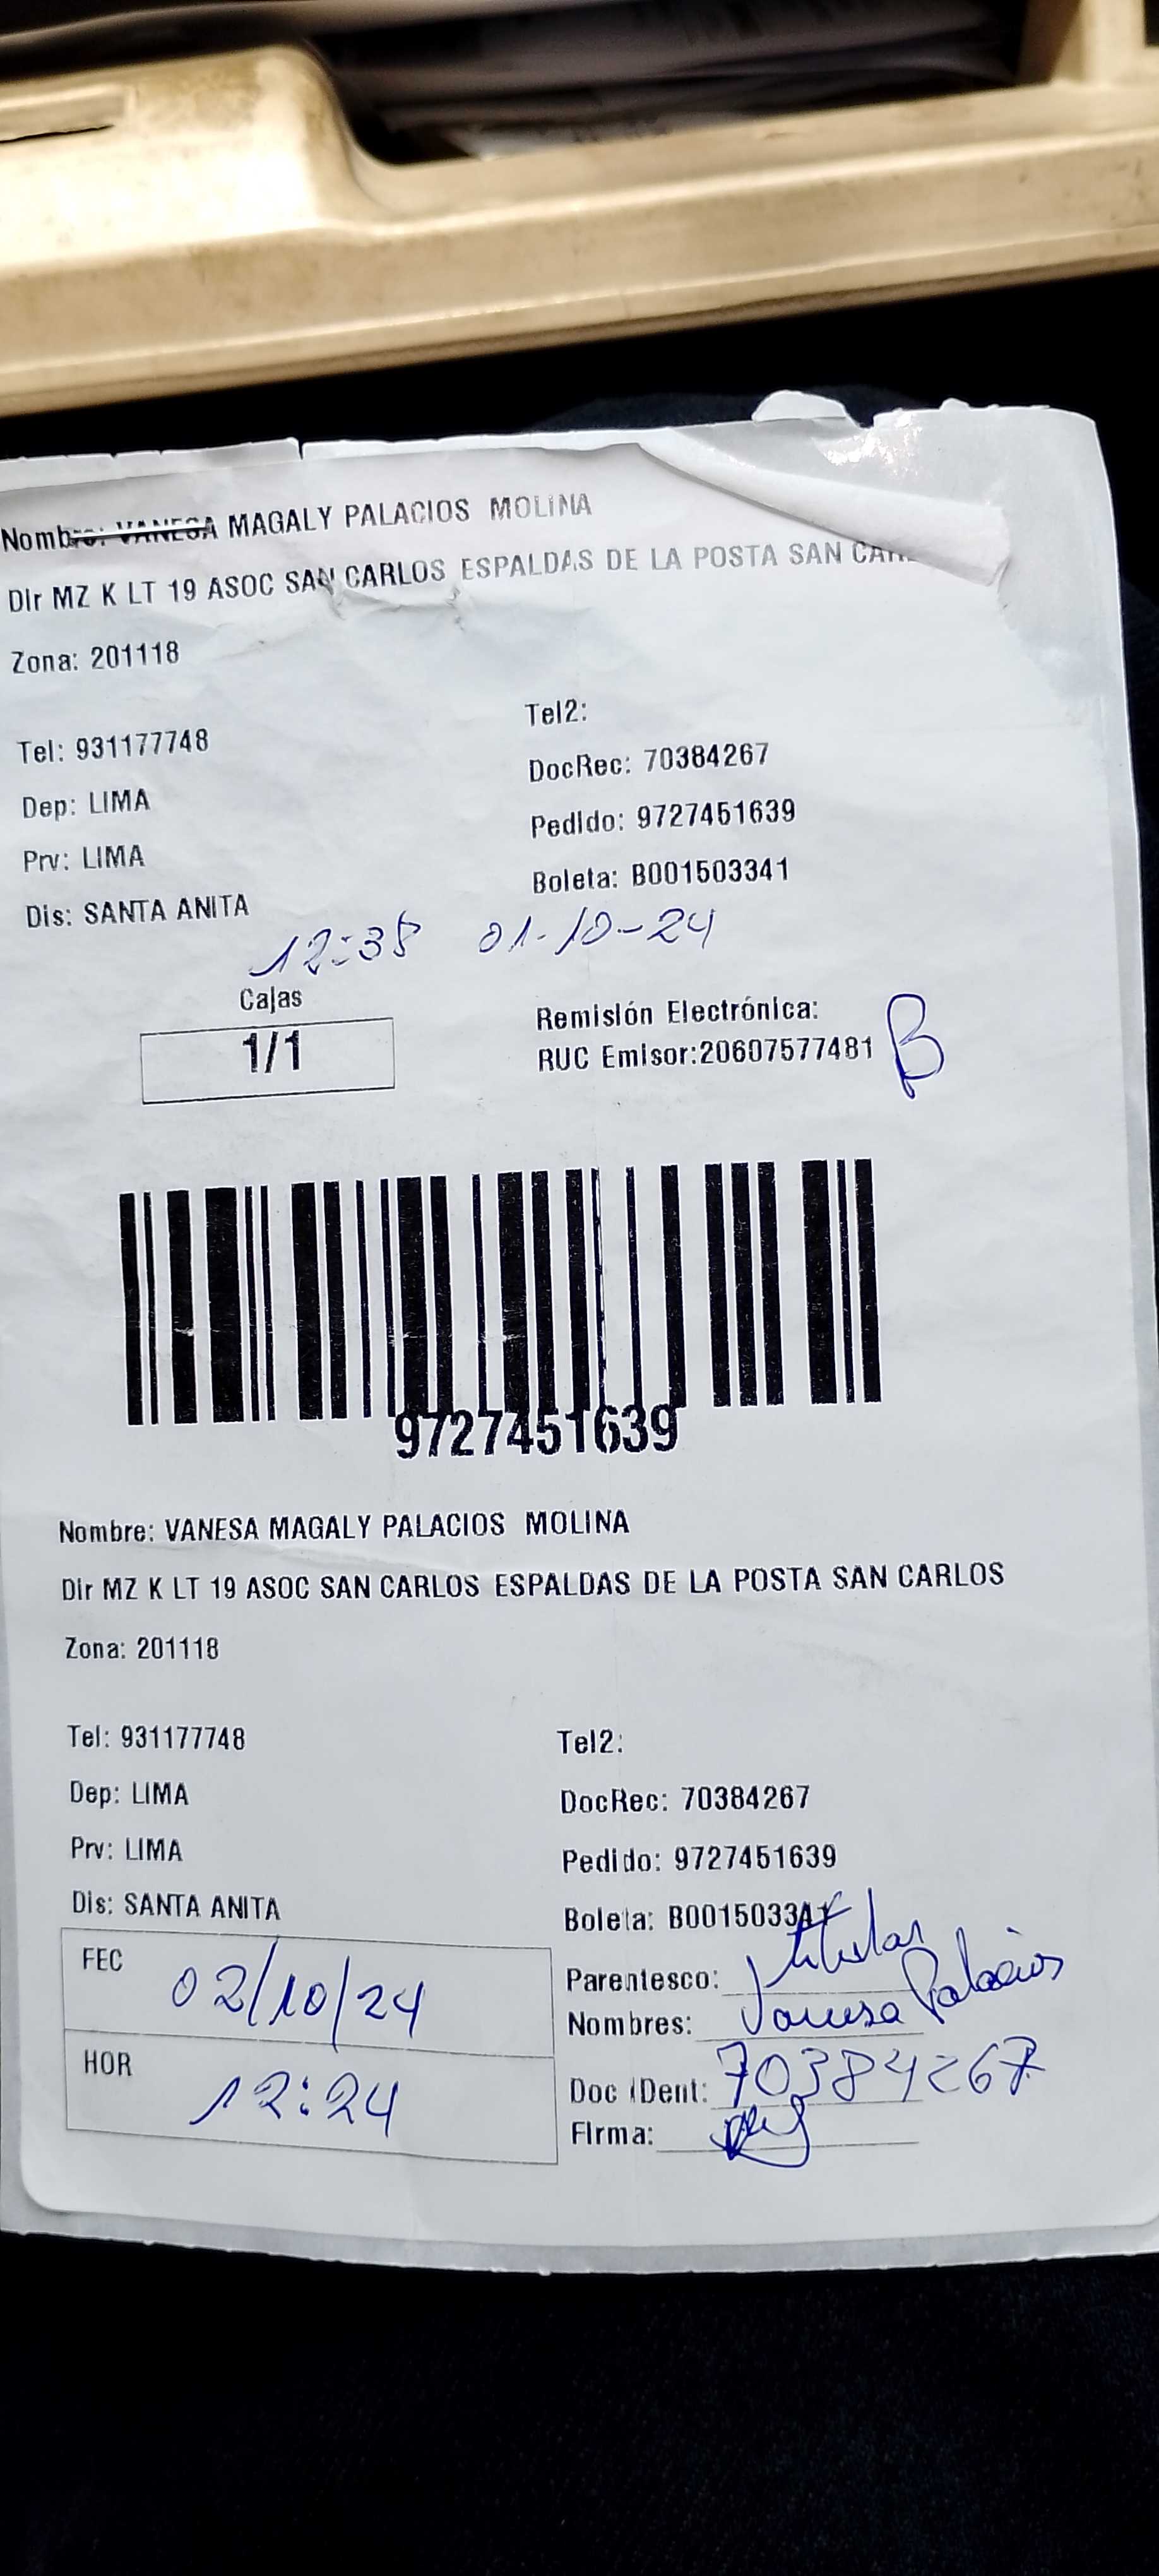 Nombre: VANESA MAGALY PALACIOS MOLINA
Dir MZ K LT 19 ASOC SAN CARLOS ESPALDAS DE LA POSTA SAN
Zona: 201118
Tel: 931177748
Tel2:
Dep: LIMA
DocRec: 70384267
Prv: LIMA
Pedido: 9727451639
Dis: SANTA ANITA
Boleta: B001503341
12:38 01-10-24
Cajas
1/1
Remisión Electrónica:
RUC Emisor:20607577481
B
9727451639
Nombre: VANESA MAGALY PALACIOS MOLINA
Dir MZ K LT 19 ASOC SAN CARLOS ESPALDAS DE LA POSTA SAN CARLOS
Zona: 201118
Tel: 931177748
Tel2:
Dep: LIMA
DocRec: 70384267
Prv: LIMA
Pedido: 9727451639
Dis: SANTA ANITA
Boleta: B001503341
FEC 02/10/24
Parentesco: titular
Nombres: Vanesa Palacios
HOR 12:24
Doc iDent: 70384267
Firma: